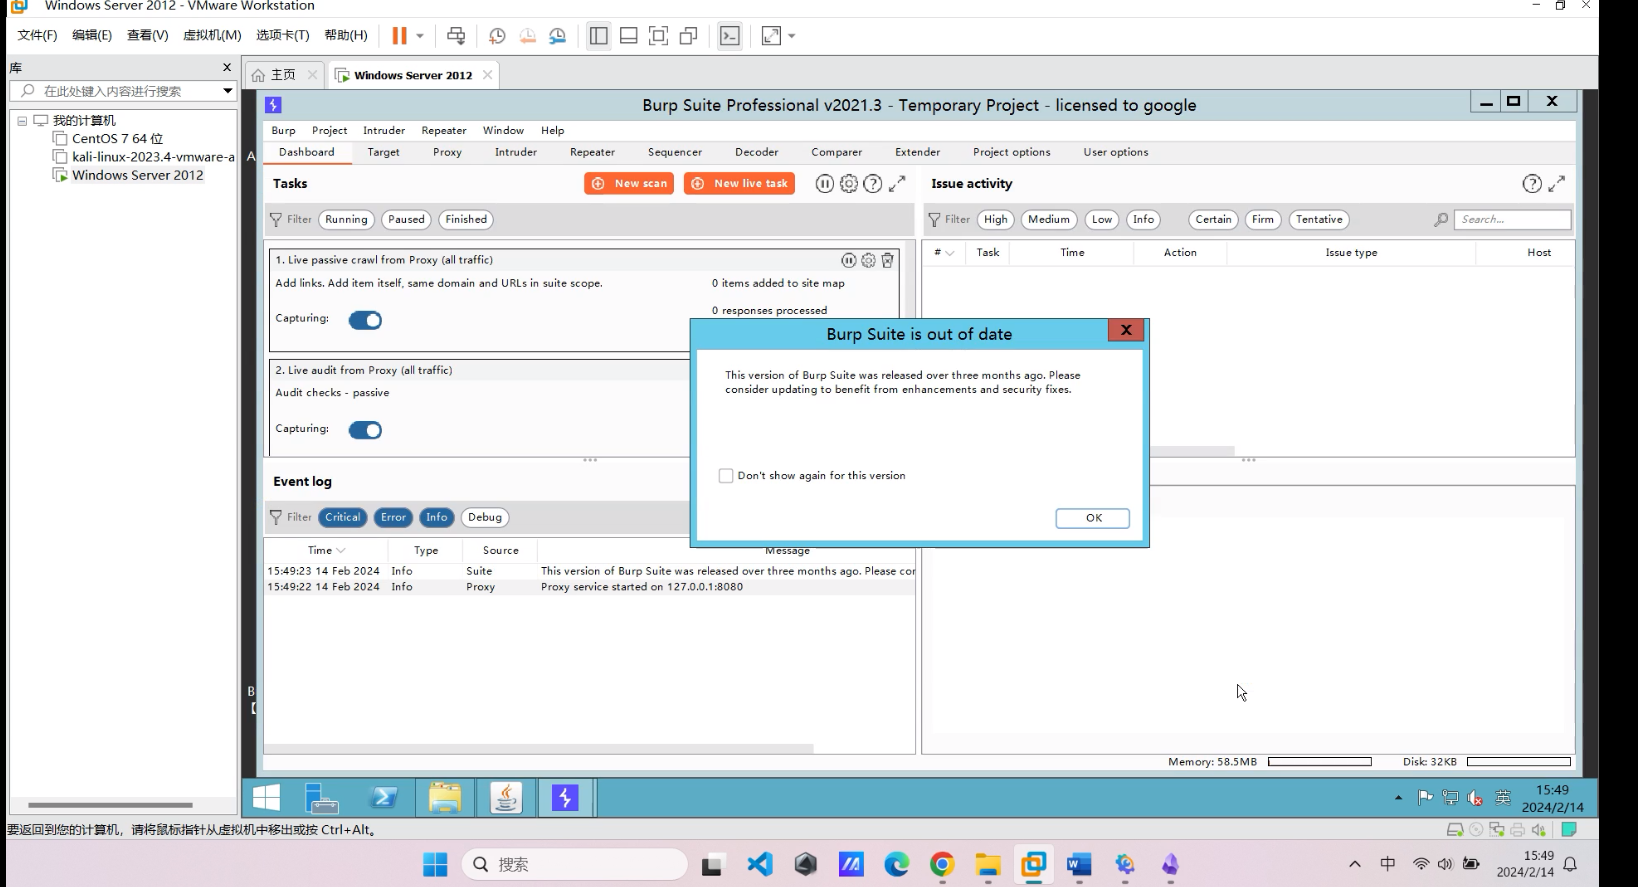 Windows Server 2012 - VMware Workstation
文件(F) 编辑(E) 查看(V) 虚拟机(M) 选项卡(T) 帮助(H)
库
在此处键入内容进行搜索
我的计算机
CentOS 7 64 位
kali-linux-2023.4-vmware-a
Windows Server 2012
主页
Windows Server 2012
Burp Suite Professional v2021.3 - Temporary Project - licensed to google
Burp Project Intruder Repeater Window Help
Dashboard Target Proxy Intruder Repeater Sequencer Decoder Comparer Extender Project options User options
Tasks
New scan
New live task
Filter Running Paused Finished
1. Live passive crawl from Proxy (all traffic)
Add links. Add item itself, same domain and URLs in suite scope.
0 items added to site map
0 responses processed
Capturing:
2. Live audit from Proxy (all traffic)
Audit checks - passive
Capturing:
Issue activity
Filter High Medium Low Info Certain Firm Tentative Search...
# Task Time Action Issue type Host
Burp Suite is out of date
This version of Burp Suite was released over three months ago. Please
consider updating to benefit from enhancements and security fixes.
Don't show again for this version
OK
Event log
Filter Critical Error Info Debug
Time Type Source Message
15:49:23 14 Feb 2024 Info Suite This version of Burp Suite was released over three months ago. Please cor
15:49:22 14 Feb 2024 Info Proxy Proxy service started on 127.0.0.1:8080
Memory: 58.5MB Disk: 32KB
英
15:49
2024/2/14
要返回到您的计算机，请将鼠标指针从虚拟机中移出或按 Ctrl+Alt。
搜索
中
15:49
2024/2/14